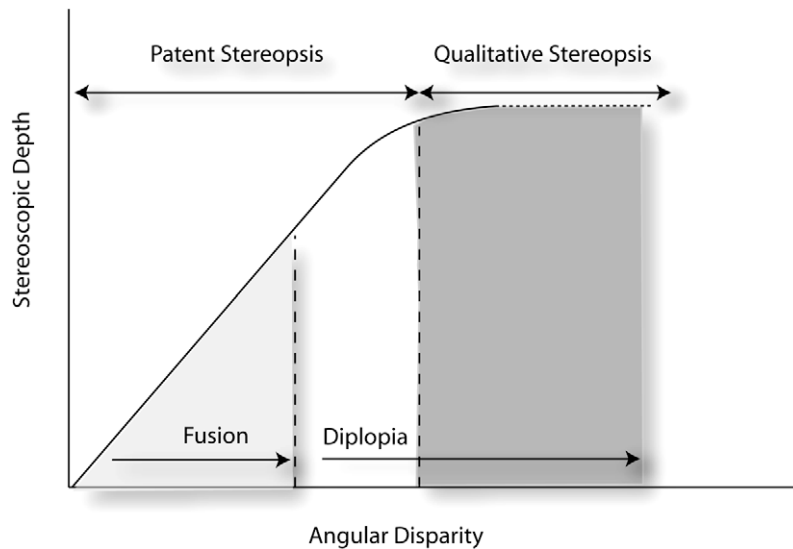 Patent Stereopsis
Qualitative Stereopsis
Stereoscopic Depth
Fusion
Diplopia
Angular Disparity